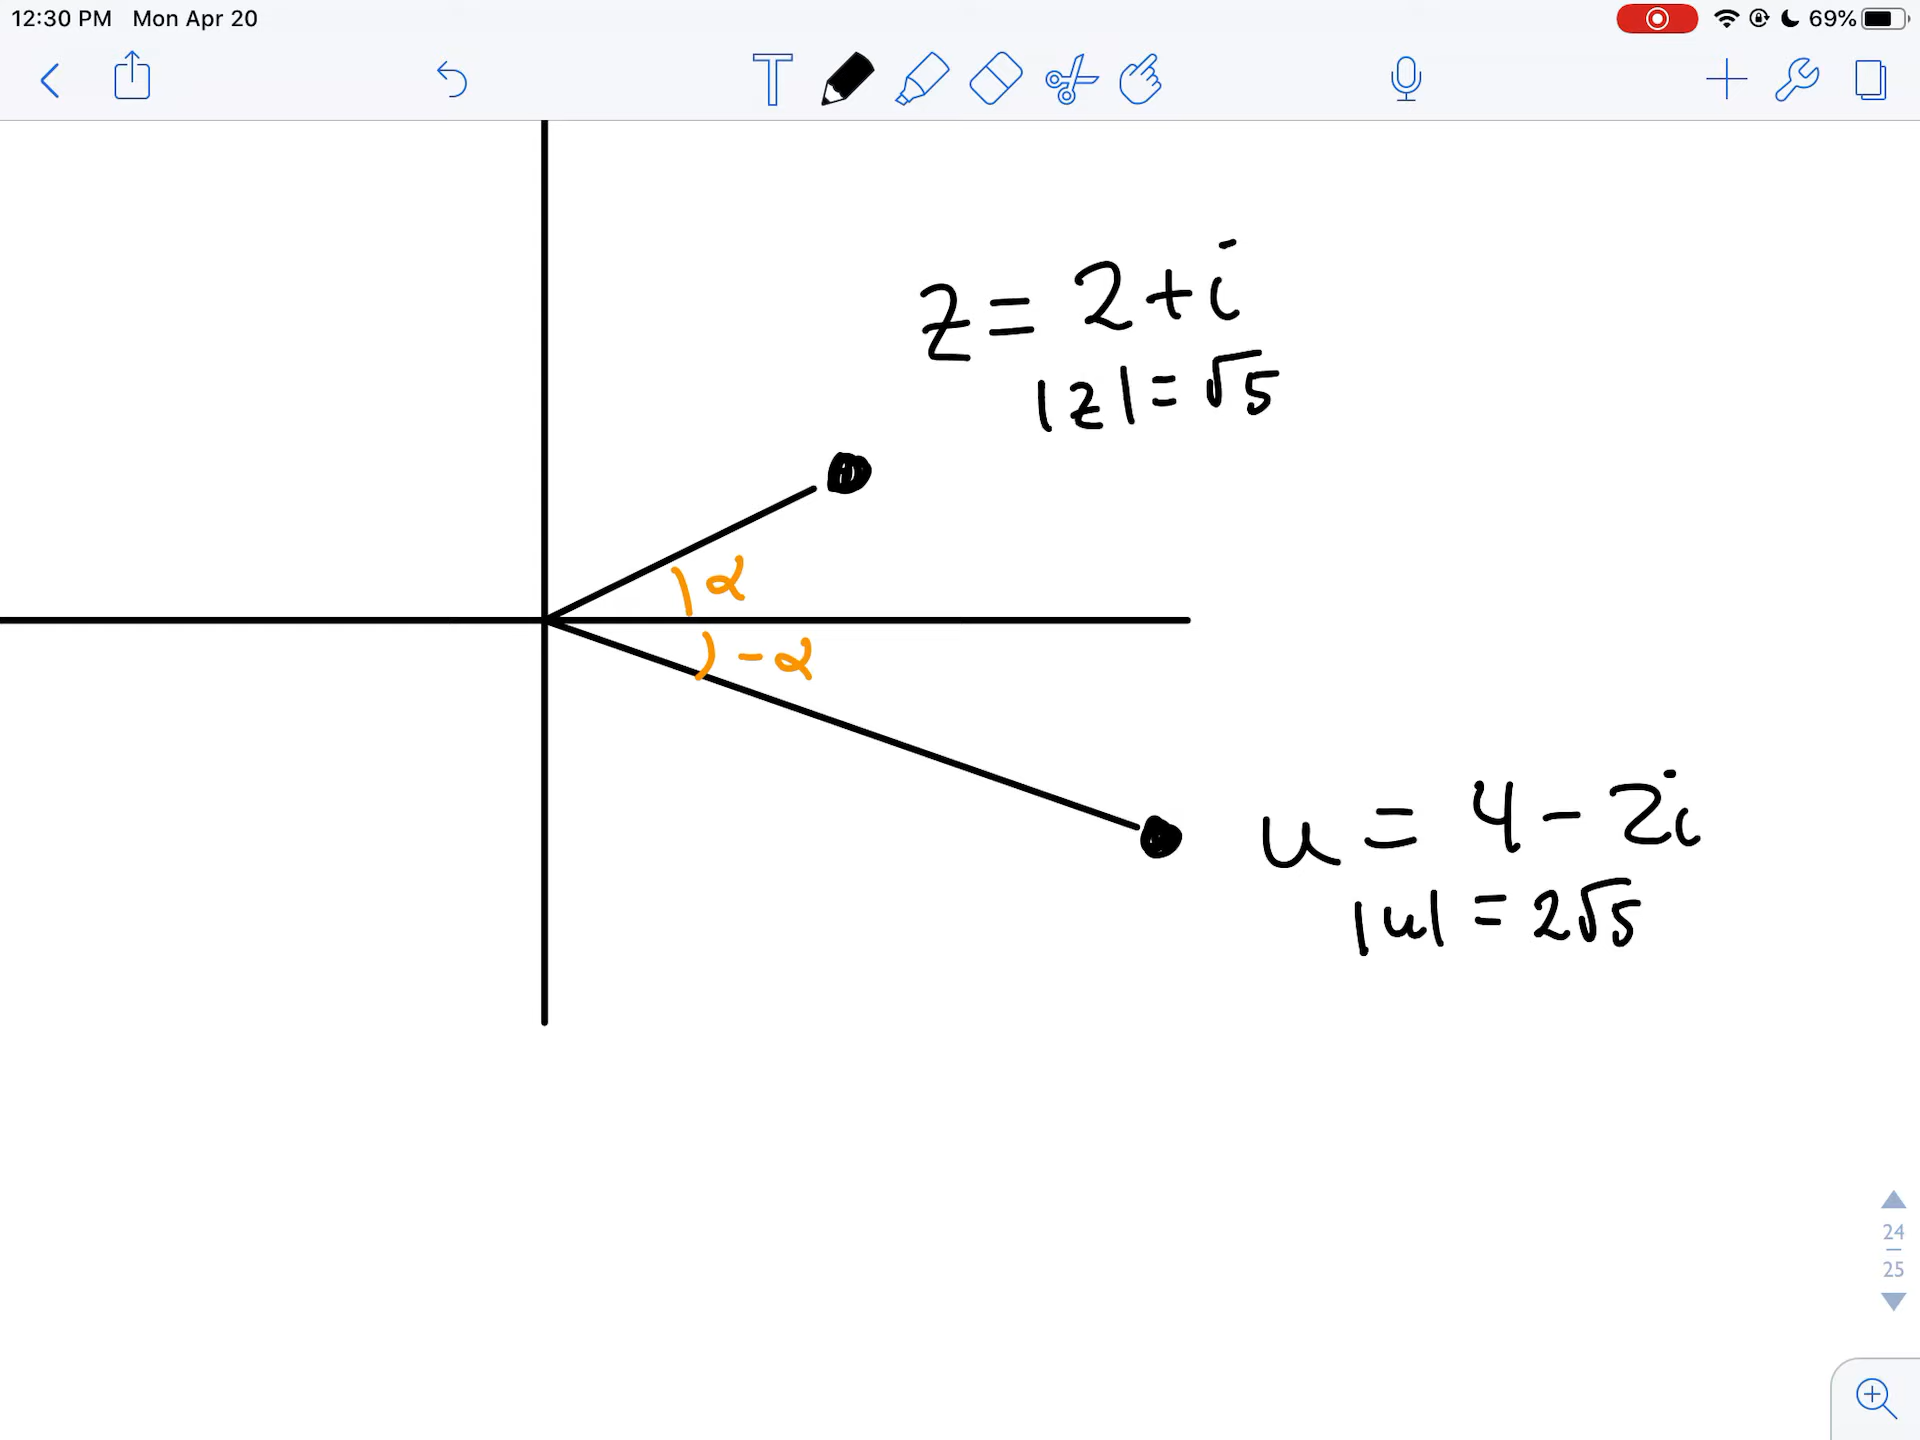 12:30 PM Mon Apr 20
69%
T
z = 2 + i
|z| = √5
α
-α
u = 4 - 2i
|u| = 2√5
24
25